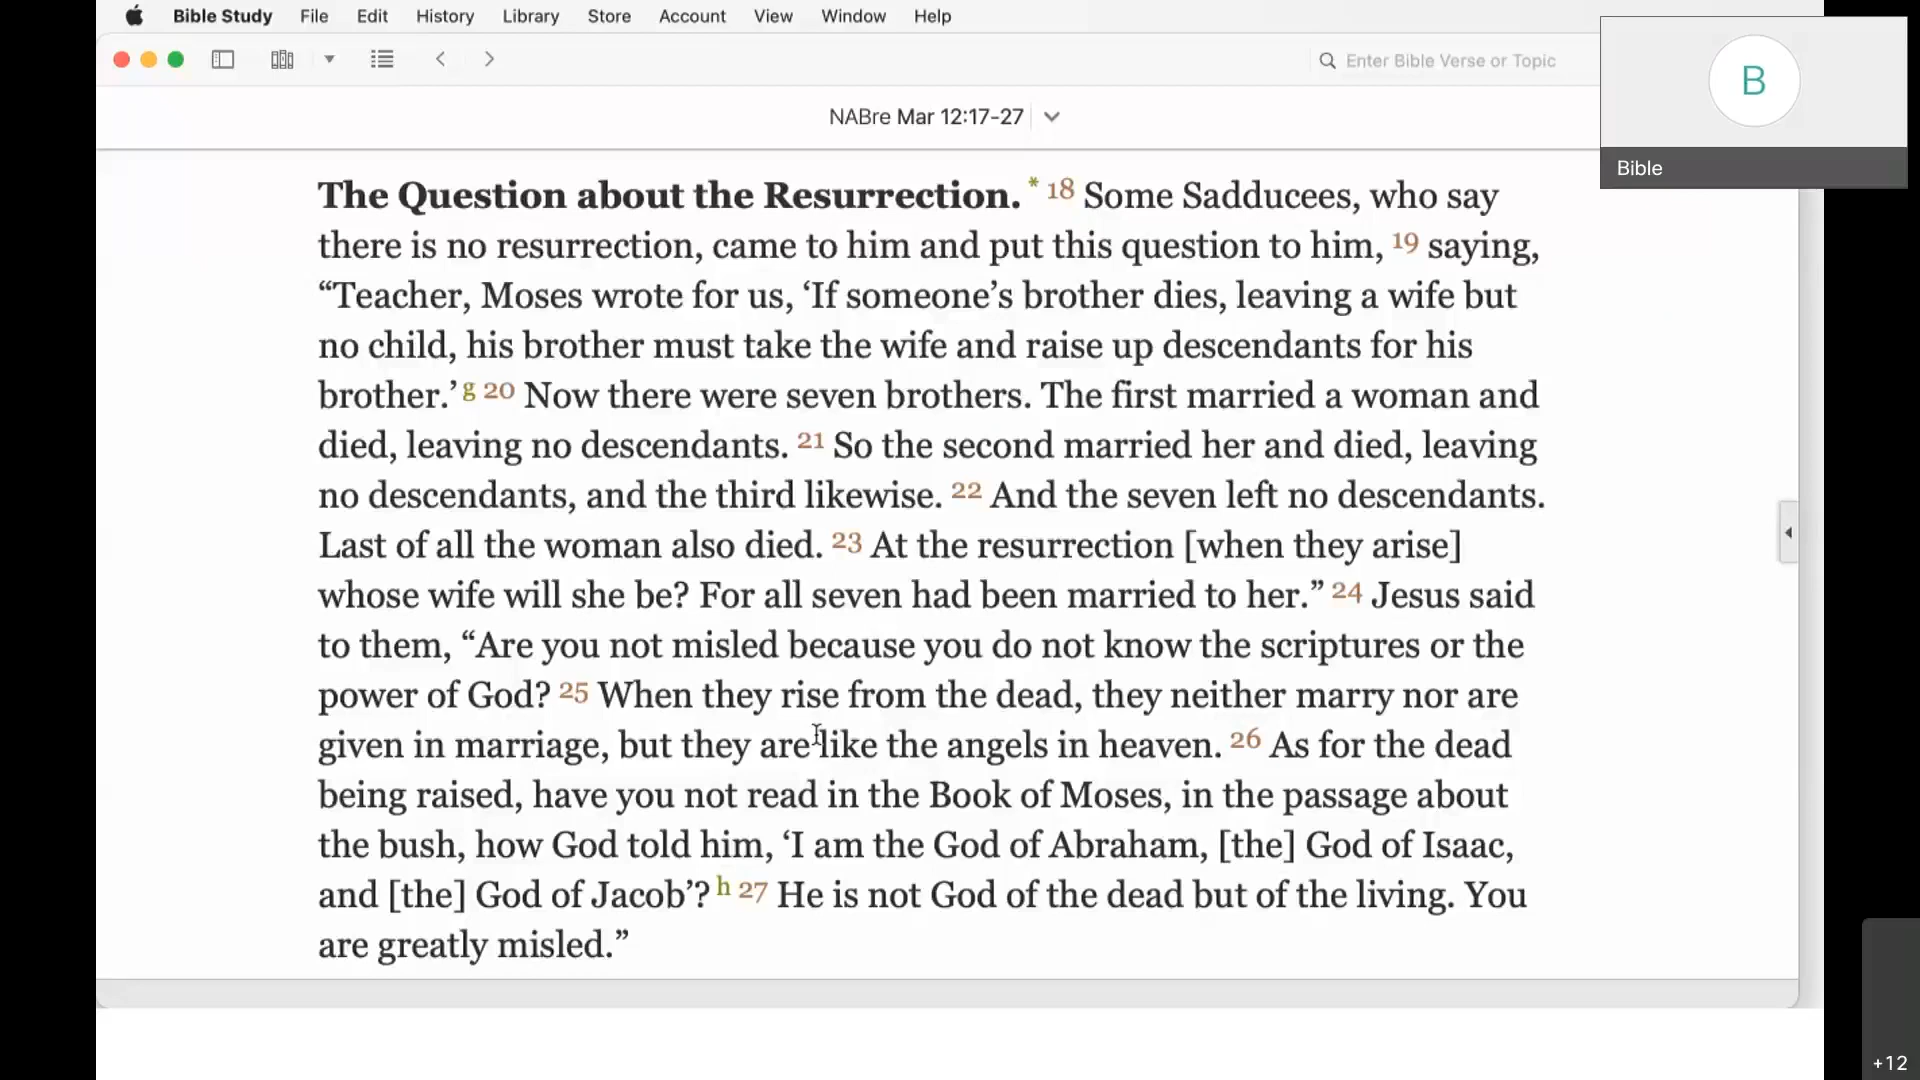 Bible Study File Edit History Library Store Account View Window Help
Enter Bible Verse or Topic
B
Bible
NABre Mar 12:17-27
The Question about the Resurrection. * 18 Some Sadducees, who say
there is no resurrection, came to him and put this question to him, 19 saying,
“Teacher, Moses wrote for us, ‘If someone’s brother dies, leaving a wife but
no child, his brother must take the wife and raise up descendants for his
brother.’ g 20 Now there were seven brothers. The first married a woman and
died, leaving no descendants. 21 So the second married her and died, leaving
no descendants, and the third likewise. 22 And the seven left no descendants.
Last of all the woman also died. 23 At the resurrection [when they arise]
whose wife will she be? For all seven had been married to her.” 24 Jesus said
to them, “Are you not misled because you do not know the scriptures or the
power of God? 25 When they rise from the dead, they neither marry nor are
given in marriage, but they are like the angels in heaven. 26 As for the dead
being raised, have you not read in the Book of Moses, in the passage about
the bush, how God told him, ‘I am the God of Abraham, [the] God of Isaac,
and [the] God of Jacob’? h 27 He is not God of the dead but of the living. You
are greatly misled.”
+12